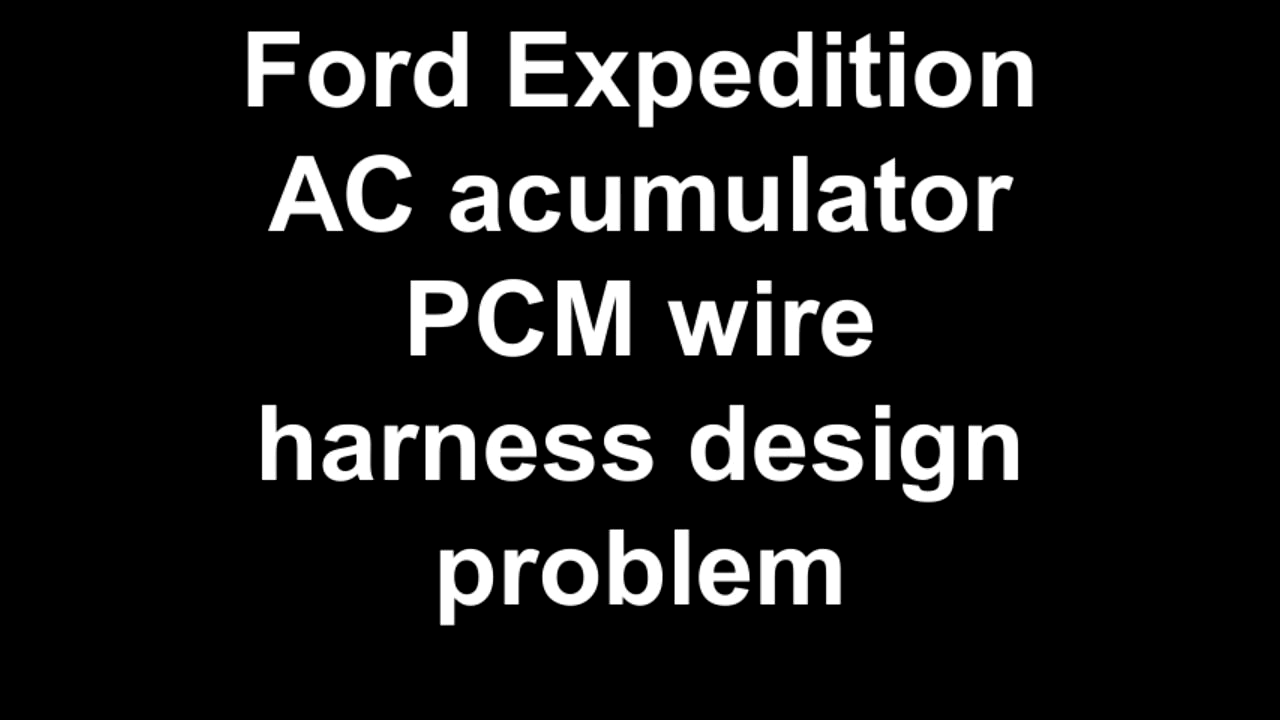 Ford Expedition
AC acumulator
PCM wire
harness design
problem